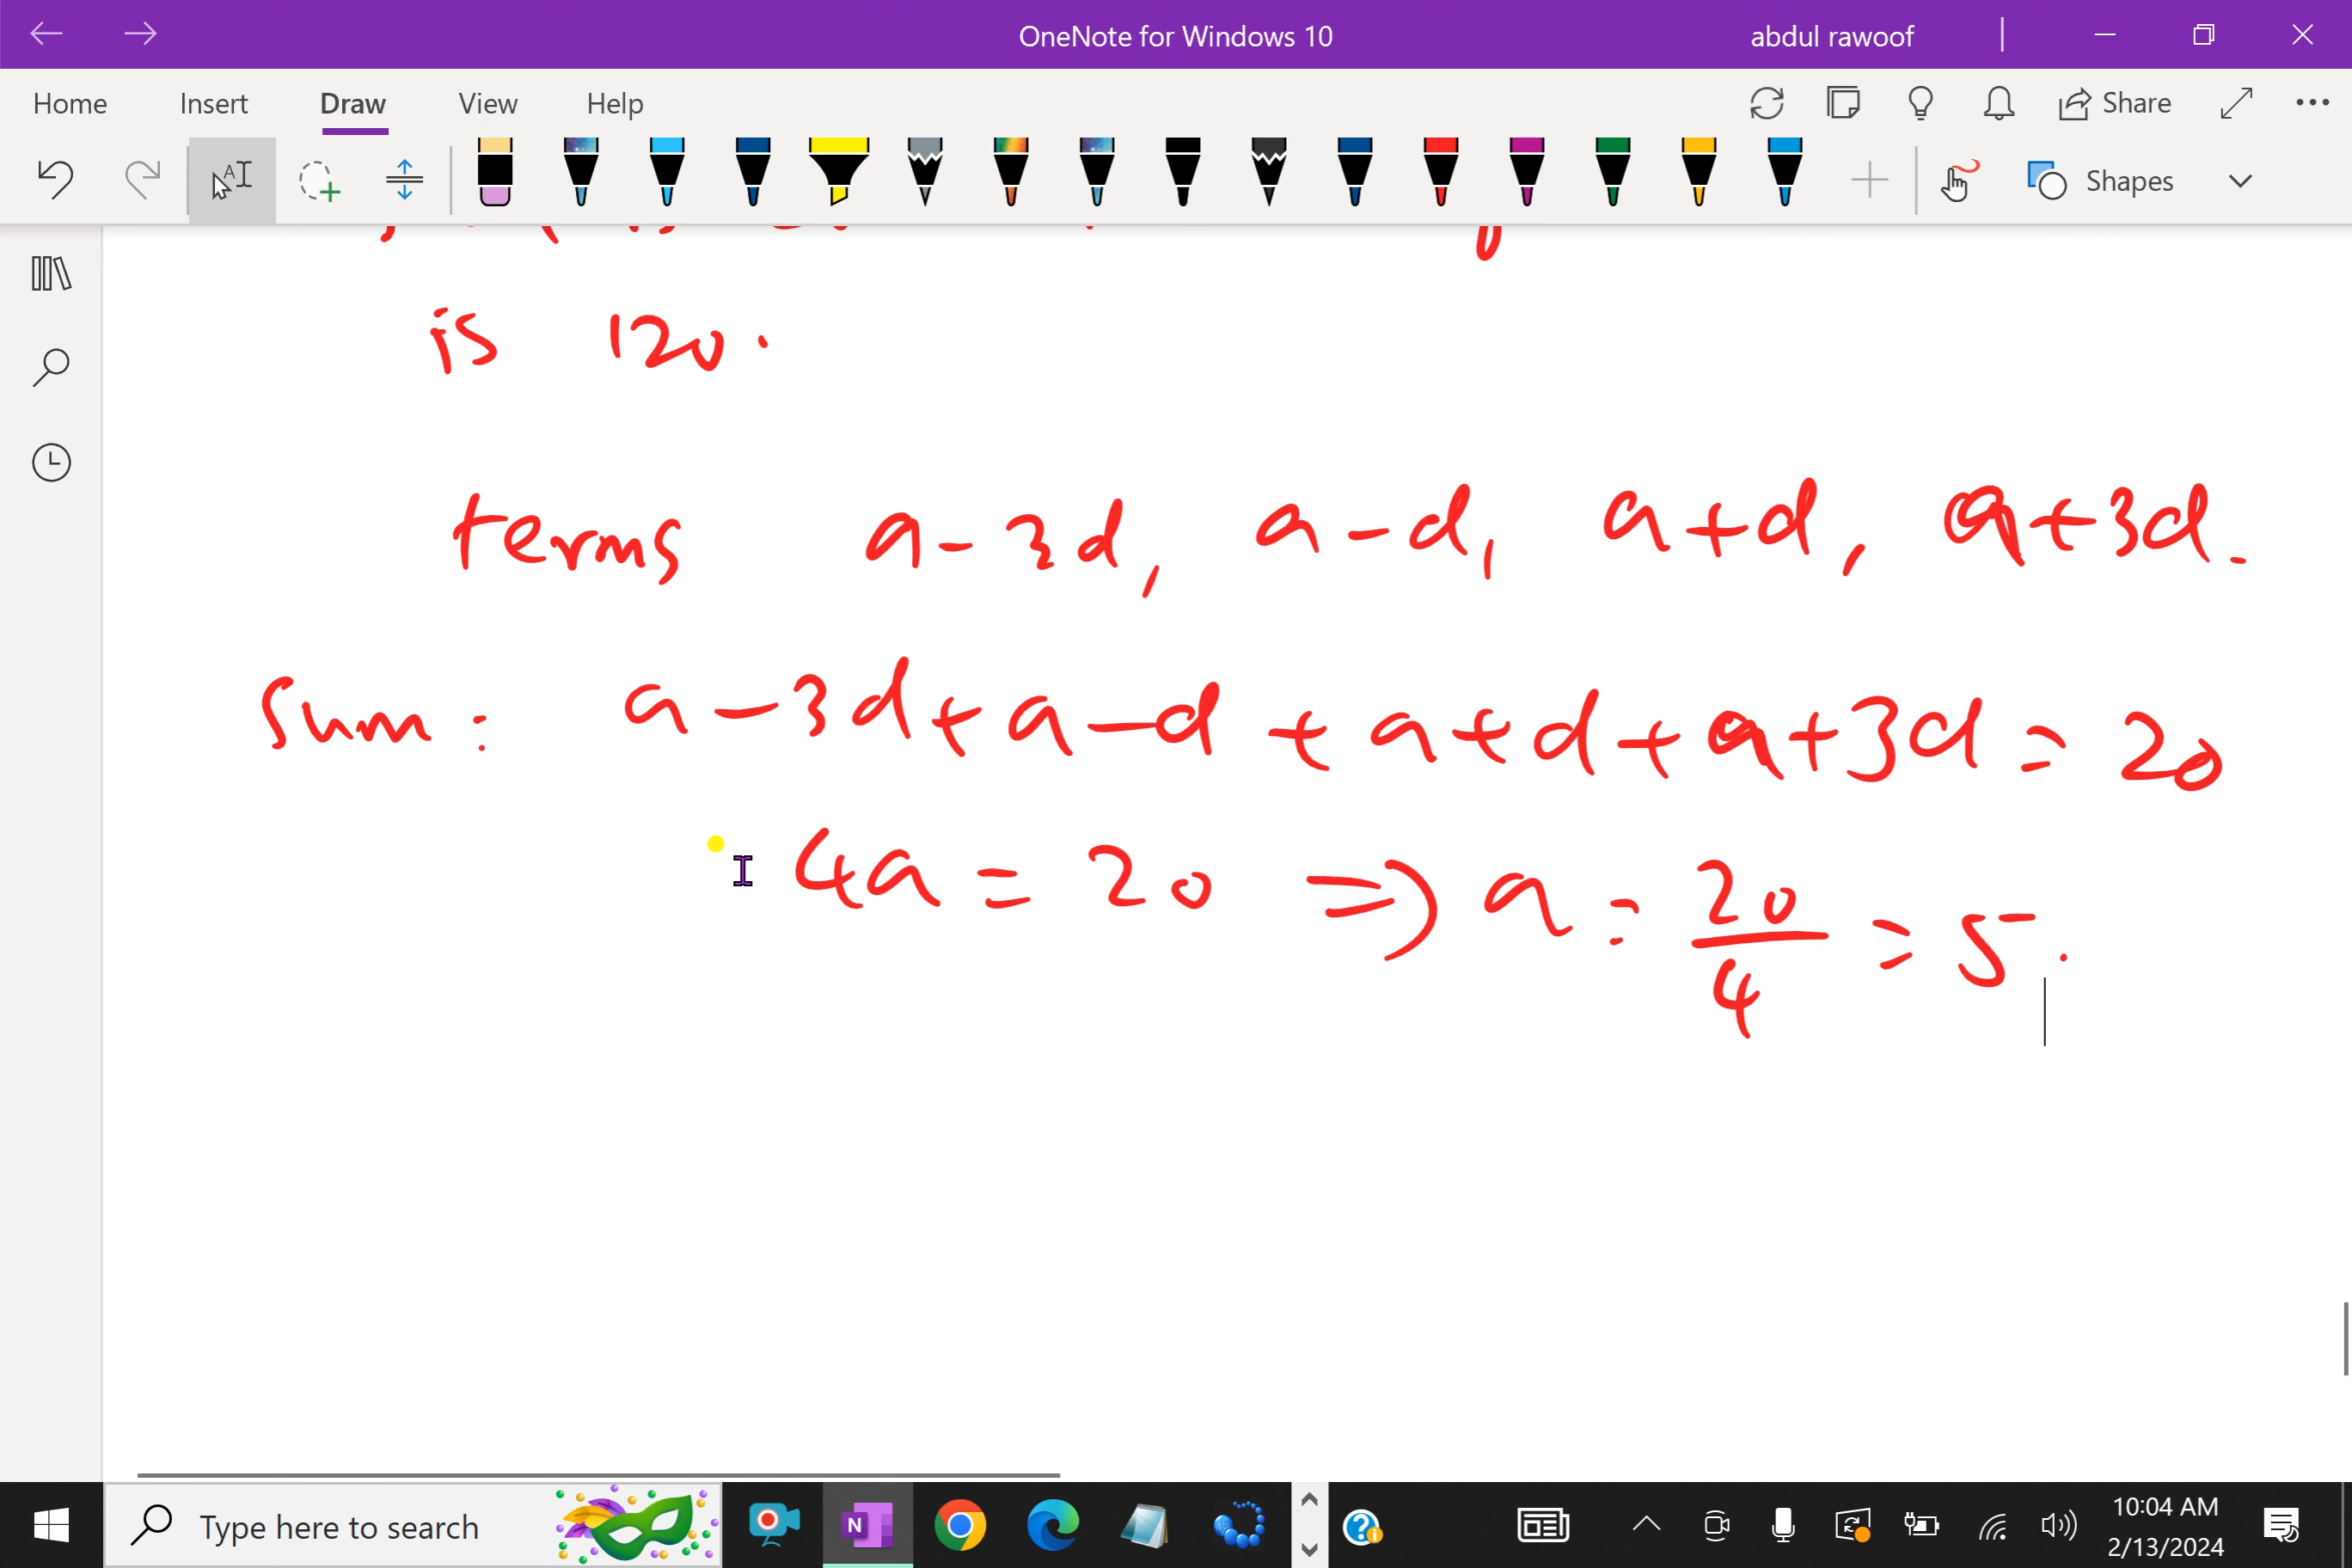 OneNote for Windows 10
abdul rawoof
Home Insert Draw View Help
Share
Shapes
is 120.
terms a-3d, a-d, a+d, a+3d.
Sum: a-3d+a-d+a+d+a+3d=20
4a=20 => a=20/4=5.
Type here to search
10:04 AM
2/13/2024